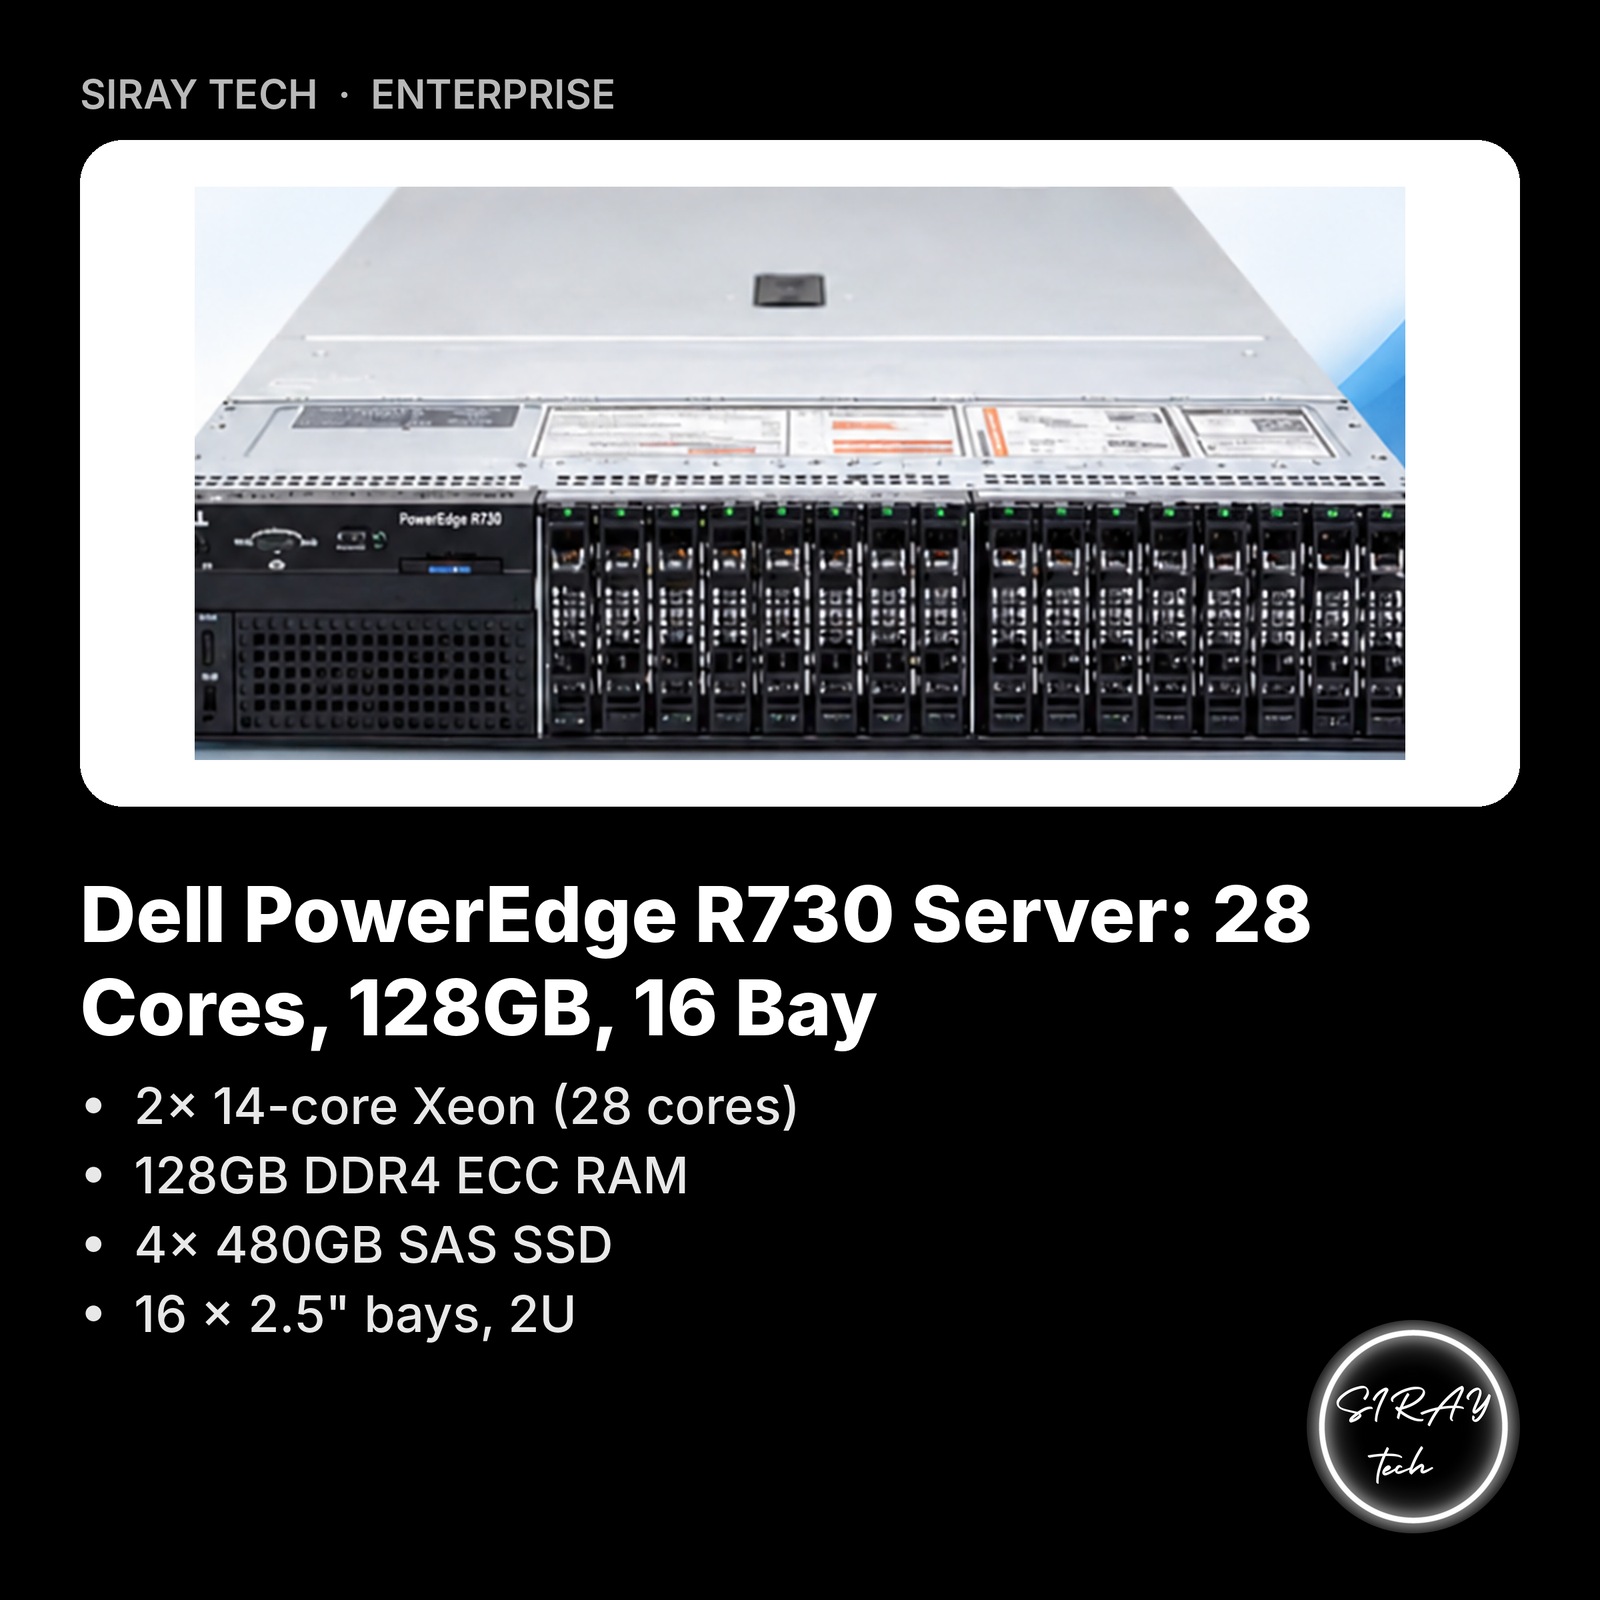 SIRAY TECH · ENTERPRISE
PowerEdge R730
Dell PowerEdge R730 Server: 28
Cores, 128GB, 16 Bay
• 2× 14-core Xeon (28 cores)
• 128GB DDR4 ECC RAM
• 4× 480GB SAS SSD
• 16 × 2.5" bays, 2U
SIRAY
tech